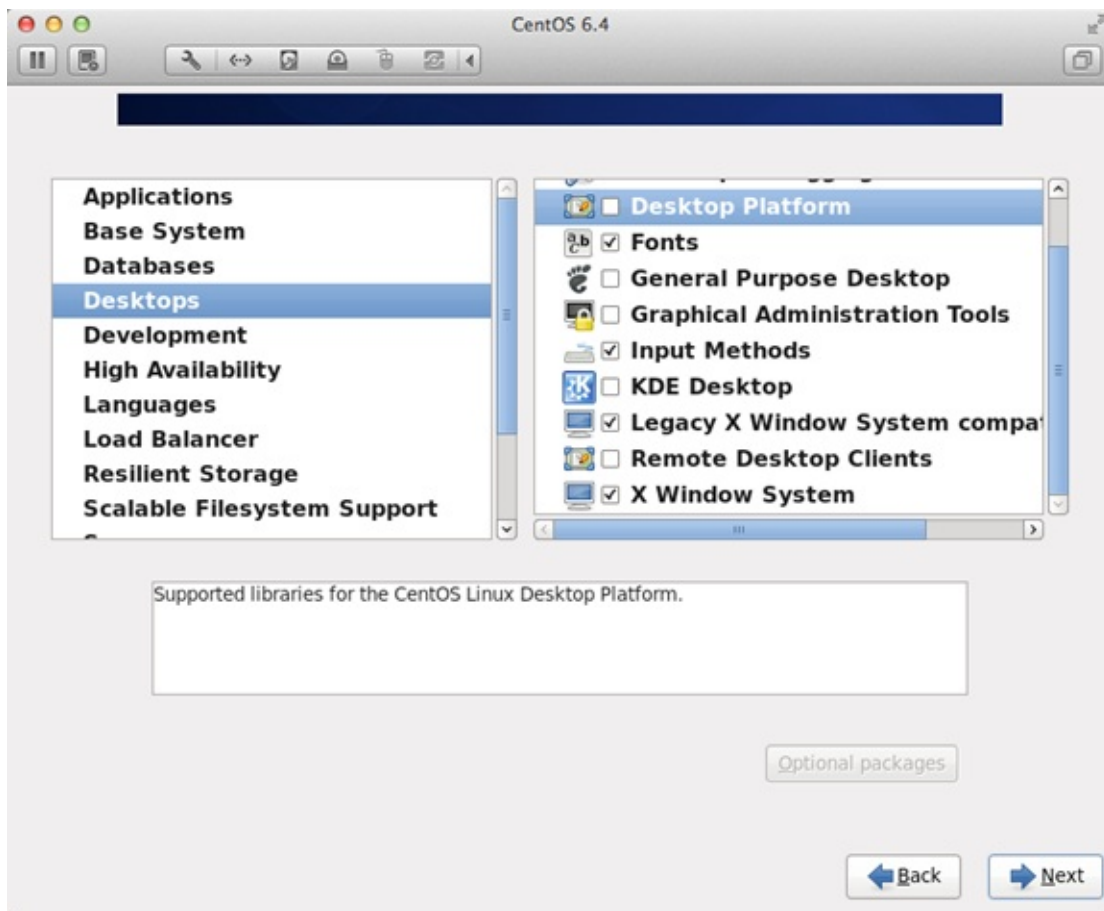 CentOS 6.4
Applications
Base System
Databases
Desktops
Development
High Availability
Languages
Load Balancer
Resilient Storage
Scalable Filesystem Support
Desktop Platform
Fonts
General Purpose Desktop
Graphical Administration Tools
Input Methods
KDE Desktop
Legacy X Window System compa
Remote Desktop Clients
X Window System
Supported libraries for the CentOS Linux Desktop Platform.
Optional packages
Back
Next